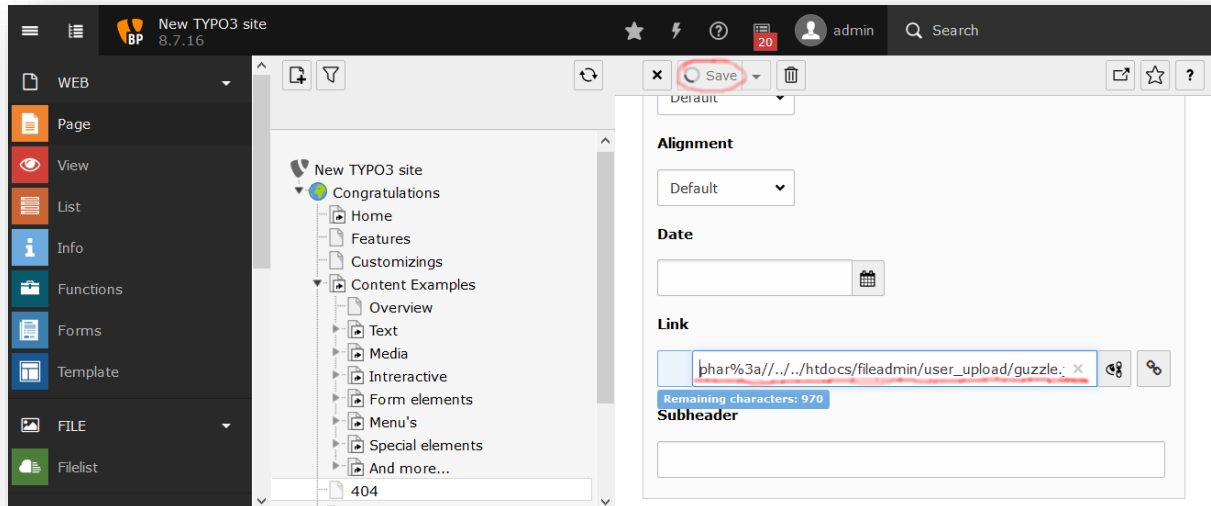 New TYPO3 site
BP
8.7.16
20
admin
Search
WEB
Page
View
List
Info
Functions
Forms
Template
FILE
Filelist
New TYPO3 site
Congratulations
Home
Features
Customizings
Content Examples
Overview
Text
Media
Intreractive
Form elements
Menu's
Special elements
And more...
404
Save
?
Default
Alignment
Default
Date
Link
phar%3a//../../htdocs/fileadmin/user_upload/guzzle.
Remaining characters: 970
Subheader